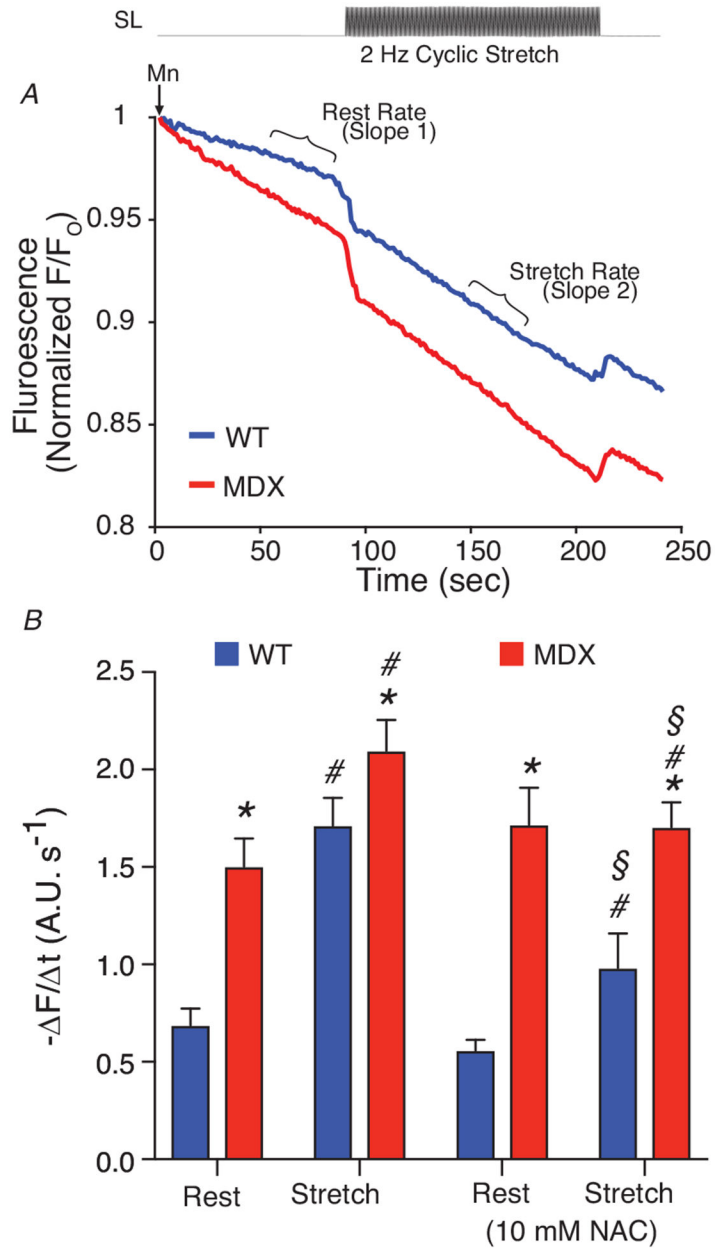 SL
2 Hz Cyclic Stretch
Mn
A
Rest Rate
(Slope 1)
Stretch Rate
(Slope 2)
Fluroescence
(Normalized F/FO)
1
0.95
0.9
0.85
0.8
WT
MDX
0 50 100 150 200 250
Time (sec)
B
WT MDX
-ΔF/Δt (A.U. s-1)
2.5
2.0
1.5
1.0
0.5
0.0
*
#
#
*
*
§
#
§
#
*
Rest Stretch Rest Stretch
(10 mM NAC)